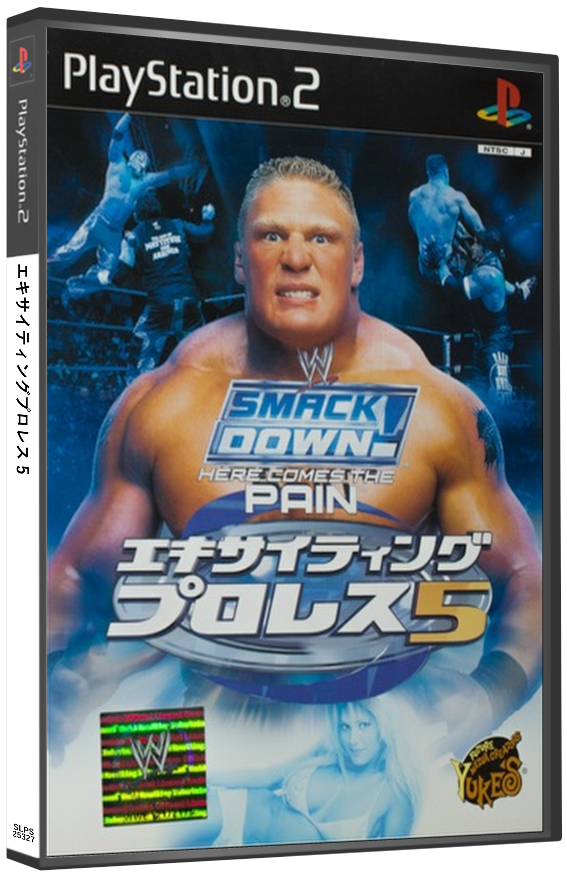 PlayStation®2
NTSC J
PlayStation®2
エキサイティングプロレス 5
SLPS
25327
W
SMACK
DOWN!
HERE COMES THE
PAIN
エキサイティング
プロレス5
W
YUKE'S